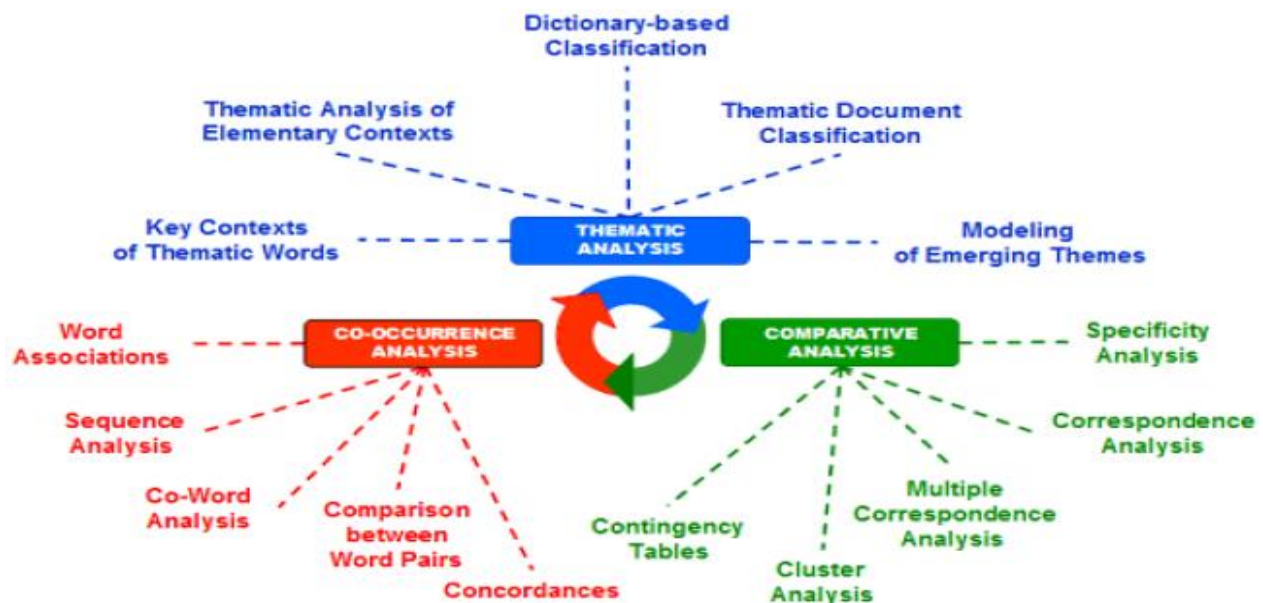 Dictionary-based
Classification
Thematic Analysis of
Elementary Contexts
Thematic Document
Classification
Key Contexts
of Thematic Words
THEMATIC
ANALYSIS
Modeling
of Emerging Themes
Word
Associations
CO-OCCURRENCE
ANALYSIS
COMPARATIVE
ANALYSIS
Specificity
Analysis
Sequence
Analysis
Correspondence
Analysis
Co-Word
Analysis
Comparison
between
Word Pairs
Concordances
Contingency
Tables
Cluster
Analysis
Multiple
Correspondence
Analysis